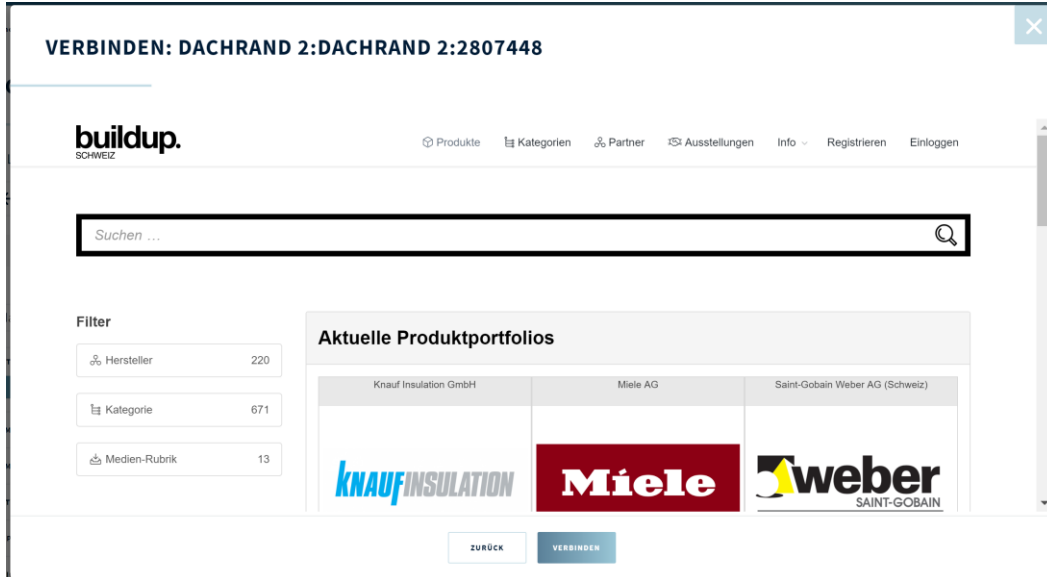 VERBINDEN: DACHRAND 2:DACHRAND 2:2807448
buildup.
SCHWEIZ
Produkte Kategorien Partner Ausstellungen Info Registrieren Einloggen
Suchen ...
Filter
Hersteller 220
Kategorie 671
Medien-Rubrik 13
Aktuelle Produktportfolios
Knauf Insulation GmbH Miele AG Saint-Gobain Weber AG (Schweiz)
KNAUFINSULATION Miele weber
SAINT-GOBAIN
ZURÜCK VERBINDEN